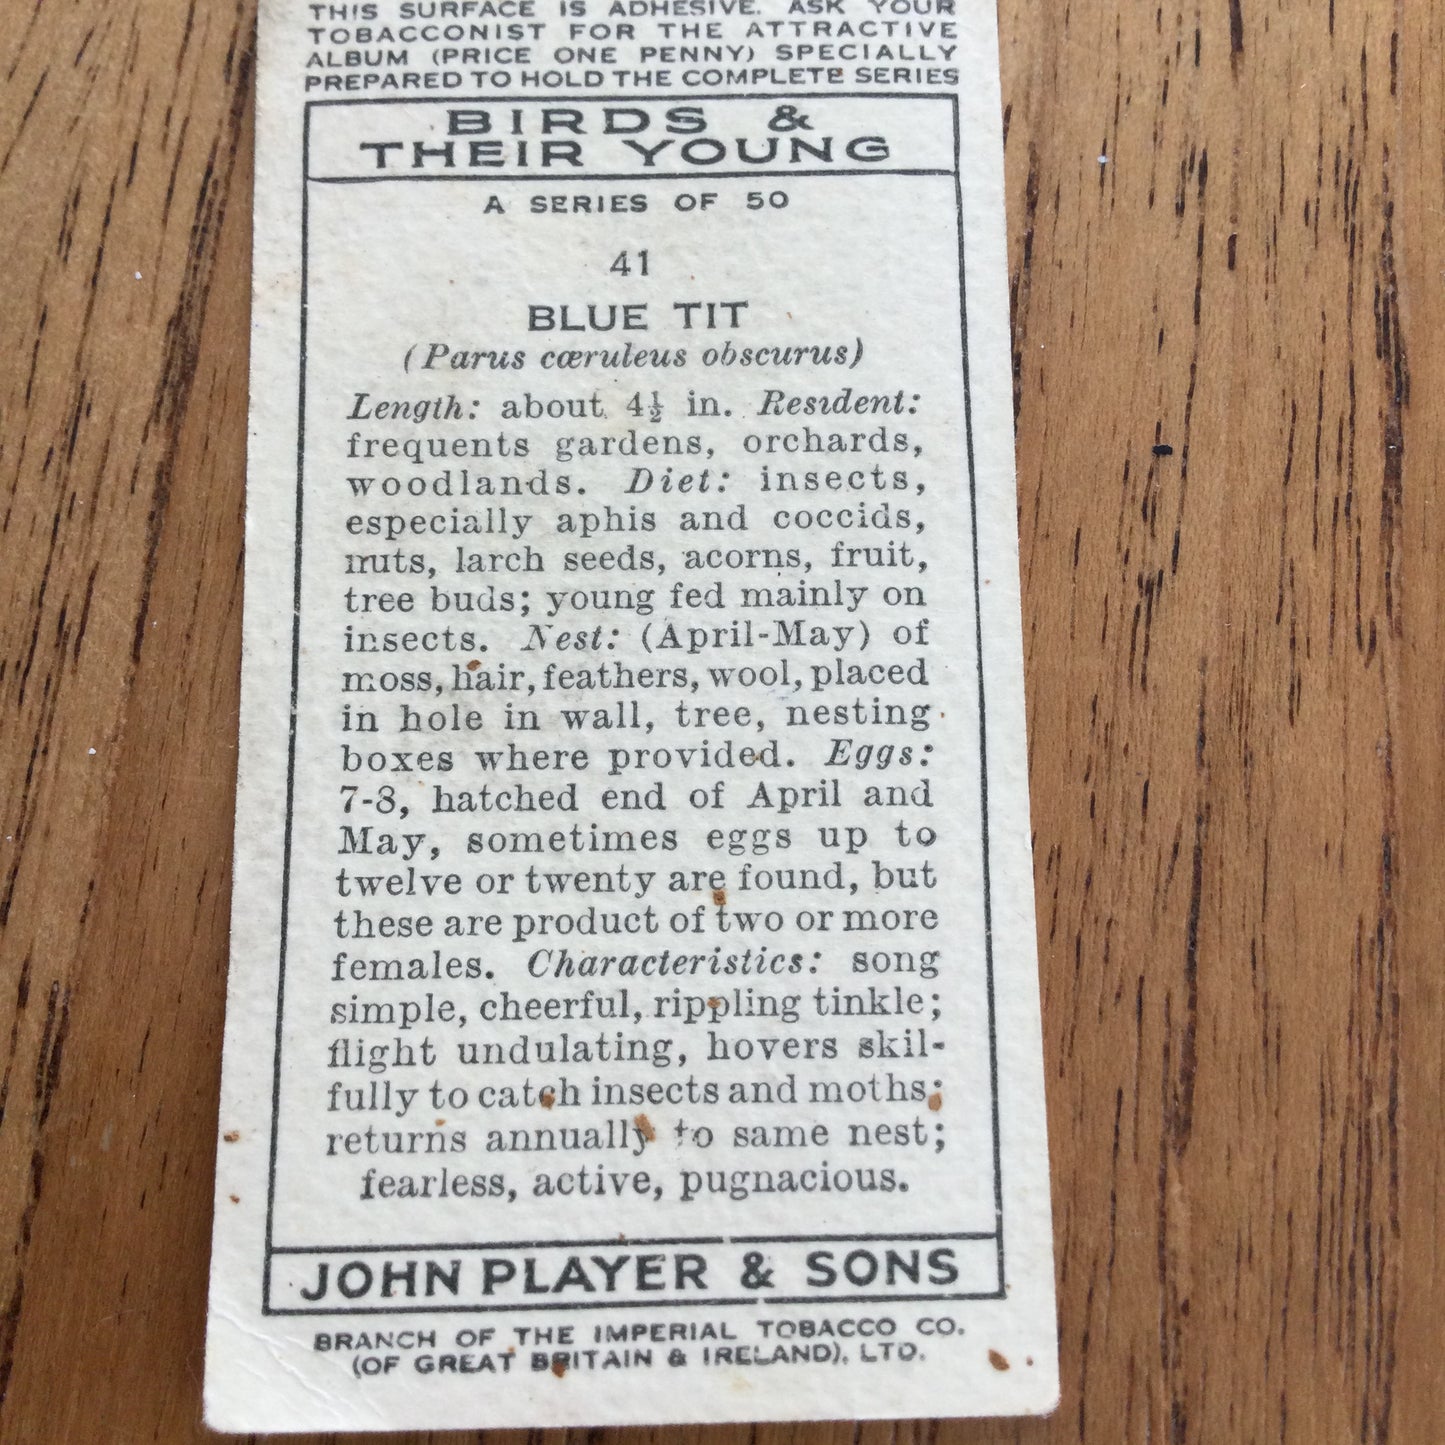 THIS SURFACE IS ADHESIVE. ASK YOUR
TOBACCONIST FOR THE ATTRACTIVE
ALBUM (PRICE ONE PENNY) SPECIALLY
PREPARED TO HOLD THE COMPLETE SERIES
BIRDS &
THEIR YOUNG
A SERIES OF 50
41
BLUE TIT
(Parus cœruleus obscurus)
Length: about 4½ in. Resident:
frequents gardens, orchards,
woodlands. Diet: insects,
especially aphis and coccids,
nuts, larch seeds, acorns, fruit,
tree buds; young fed mainly on
insects. Nest: (April-May) of
moss, hair, feathers, wool, placed
in hole in wall, tree, nesting
boxes where provided. Eggs:
7-8, hatched end of April and
May, sometimes eggs up to
twelve or twenty are found, but
these are product of two or more
females. Characteristics: song
simple, cheerful, rippling tinkle;
flight undulating, hovers skil-
fully to catch insects and moths;
returns annually to same nest;
fearless, active, pugnacious.
JOHN PLAYER & SONS
BRANCH OF THE IMPERIAL TOBACCO CO.
(OF GREAT BRITAIN & IRELAND), LTD.